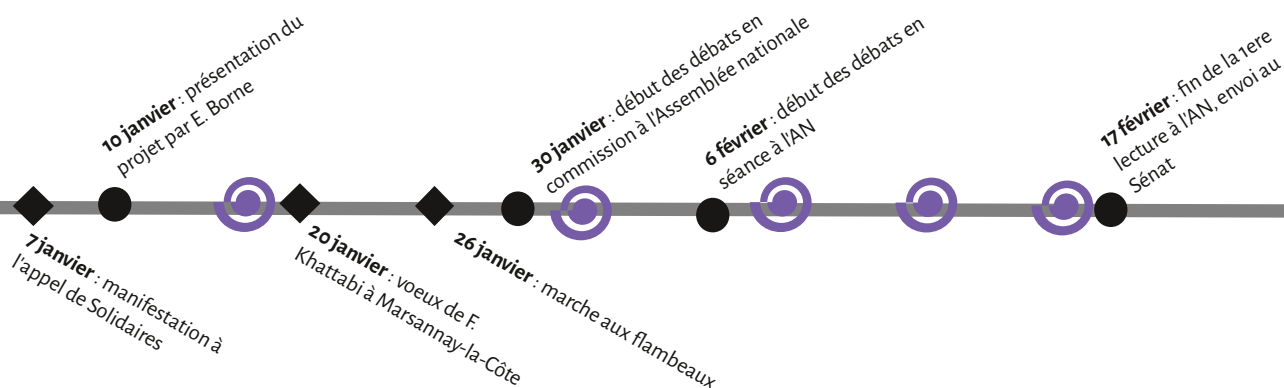 10 janvier : présentation du
projet par E. Borne
30 janvier : début des débats en
commission à l'Assemblée nationale
6 février : début des débats en
séance à l'AN
17 février : fin de la 1ere
lecture à l'AN, envoi au
Sénat
7 janvier : manifestation à
l'appel de Solidaires
20 janvier : voeux de F.
Khattabi à Marsannay-la-Côte
26 janvier : marche aux flambeaux